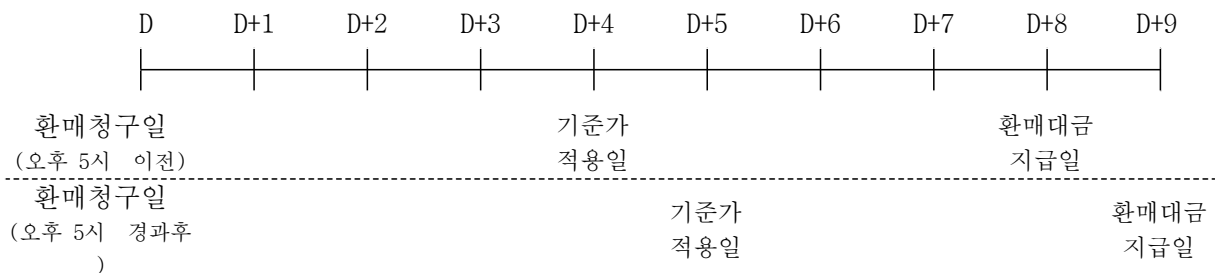 D D+1 D+2 D+3 D+4 D+5 D+6 D+7 D+8 D+9
환매청구일 기준가 환매대금
(오후 5시 이전) 적용일 지급일
환매청구일 기준가 환매대금
(오후 5시 경과후 적용일 지급일
)